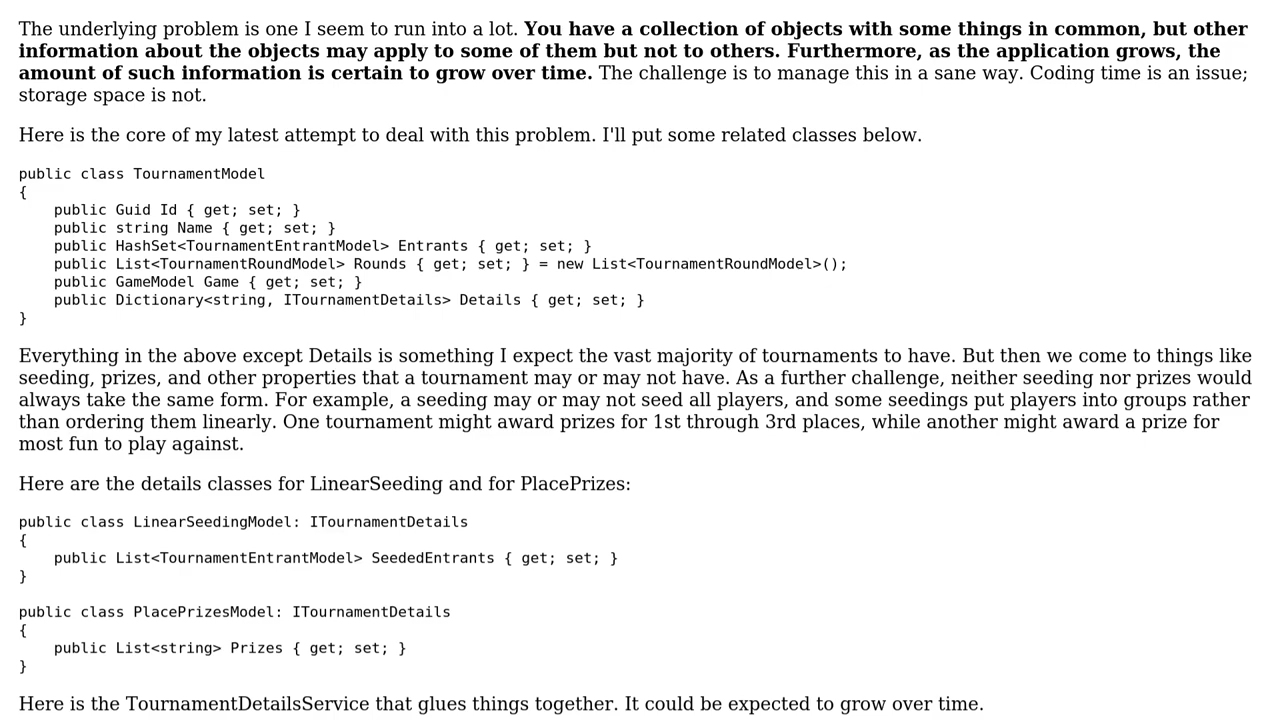 The underlying problem is one I seem to run into a lot. You have a collection of objects with some things in common, but other
information about the objects may apply to some of them but not to others. Furthermore, as the application grows, the
amount of such information is certain to grow over time. The challenge is to manage this in a sane way. Coding time is an issue;
storage space is not.
Here is the core of my latest attempt to deal with this problem. I'll put some related classes below.
public class TournamentModel
{
    public Guid Id { get; set; }
    public string Name { get; set; }
    public HashSet<TournamentEntrantModel> Entrants { get; set; }
    public List<TournamentRoundModel> Rounds { get; set; } = new List<TournamentRoundModel>();
    public GameModel Game { get; set; }
    public Dictionary<string, ITournamentDetails> Details { get; set; }
}
Everything in the above except Details is something I expect the vast majority of tournaments to have. But then we come to things like
seeding, prizes, and other properties that a tournament may or may not have. As a further challenge, neither seeding nor prizes would
always take the same form. For example, a seeding may or may not seed all players, and some seedings put players into groups rather
than ordering them linearly. One tournament might award prizes for 1st through 3rd places, while another might award a prize for
most fun to play against.
Here are the details classes for LinearSeeding and for PlacePrizes:
public class LinearSeedingModel: ITournamentDetails
{
    public List<TournamentEntrantModel> SeededEntrants { get; set; }
}
public class PlacePrizesModel: ITournamentDetails
{
    public List<string> Prizes { get; set; }
}
Here is the TournamentDetailsService that glues things together. It could be expected to grow over time.